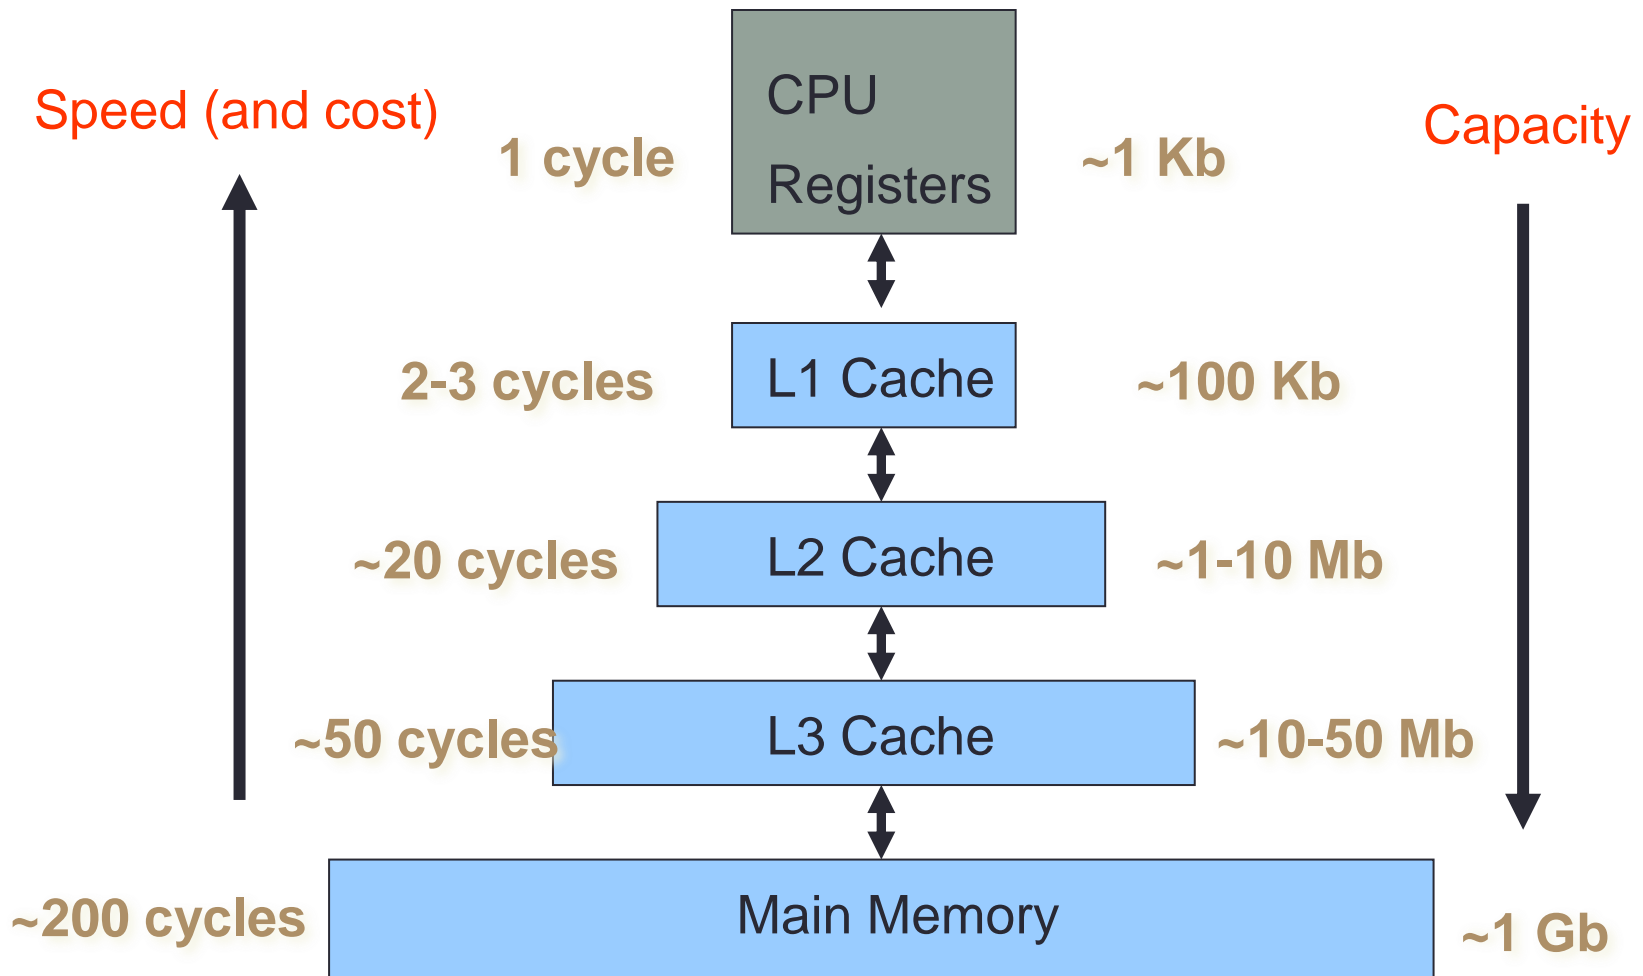 Speed (and cost)
CPU
Registers
Capacity
1 cycle
~1 Kb
2-3 cycles
L1 Cache
~100 Kb
~20 cycles
L2 Cache
~1-10 Mb
~50 cycles
L3 Cache
~10-50 Mb
~200 cycles
Main Memory
~1 Gb